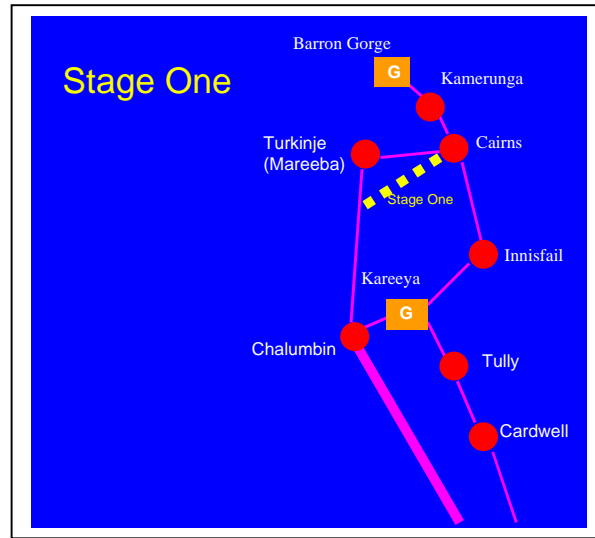 Barron Gorge
G
Stage One
Kamerunga
Turkinje
(Mareeba)
Cairns
Stage One
Innisfail
Kareeya
G
Chalumbin
Tully
Cardwell